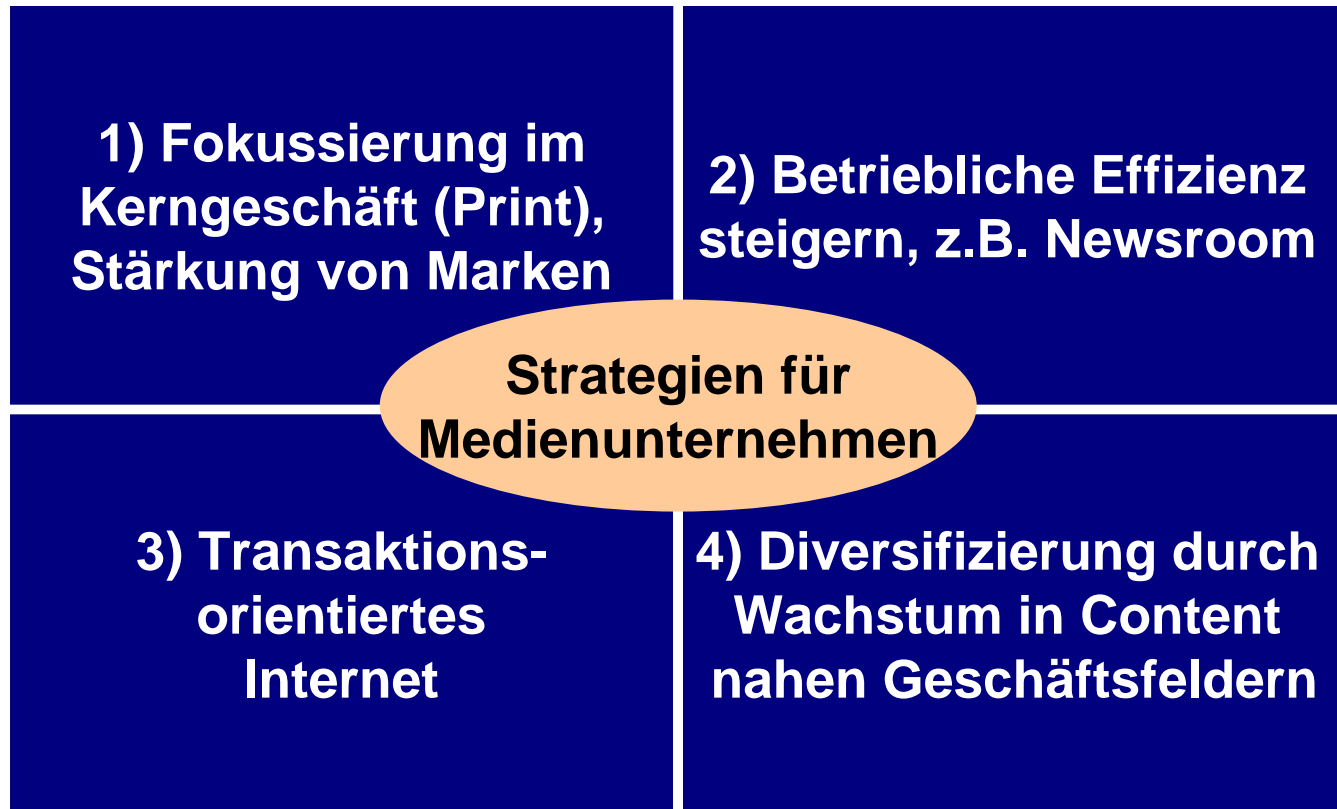 1) Fokussierung im
Kerngeschäft (Print),
Stärkung von Marken
2) Betriebliche Effizienz
steigern, z.B. Newsroom
Strategien für
Medienunternehmen
3) Transaktions-
orientiertes
Internet
4) Diversifizierung durch
Wachstum in Content
nahen Geschäftsfeldern